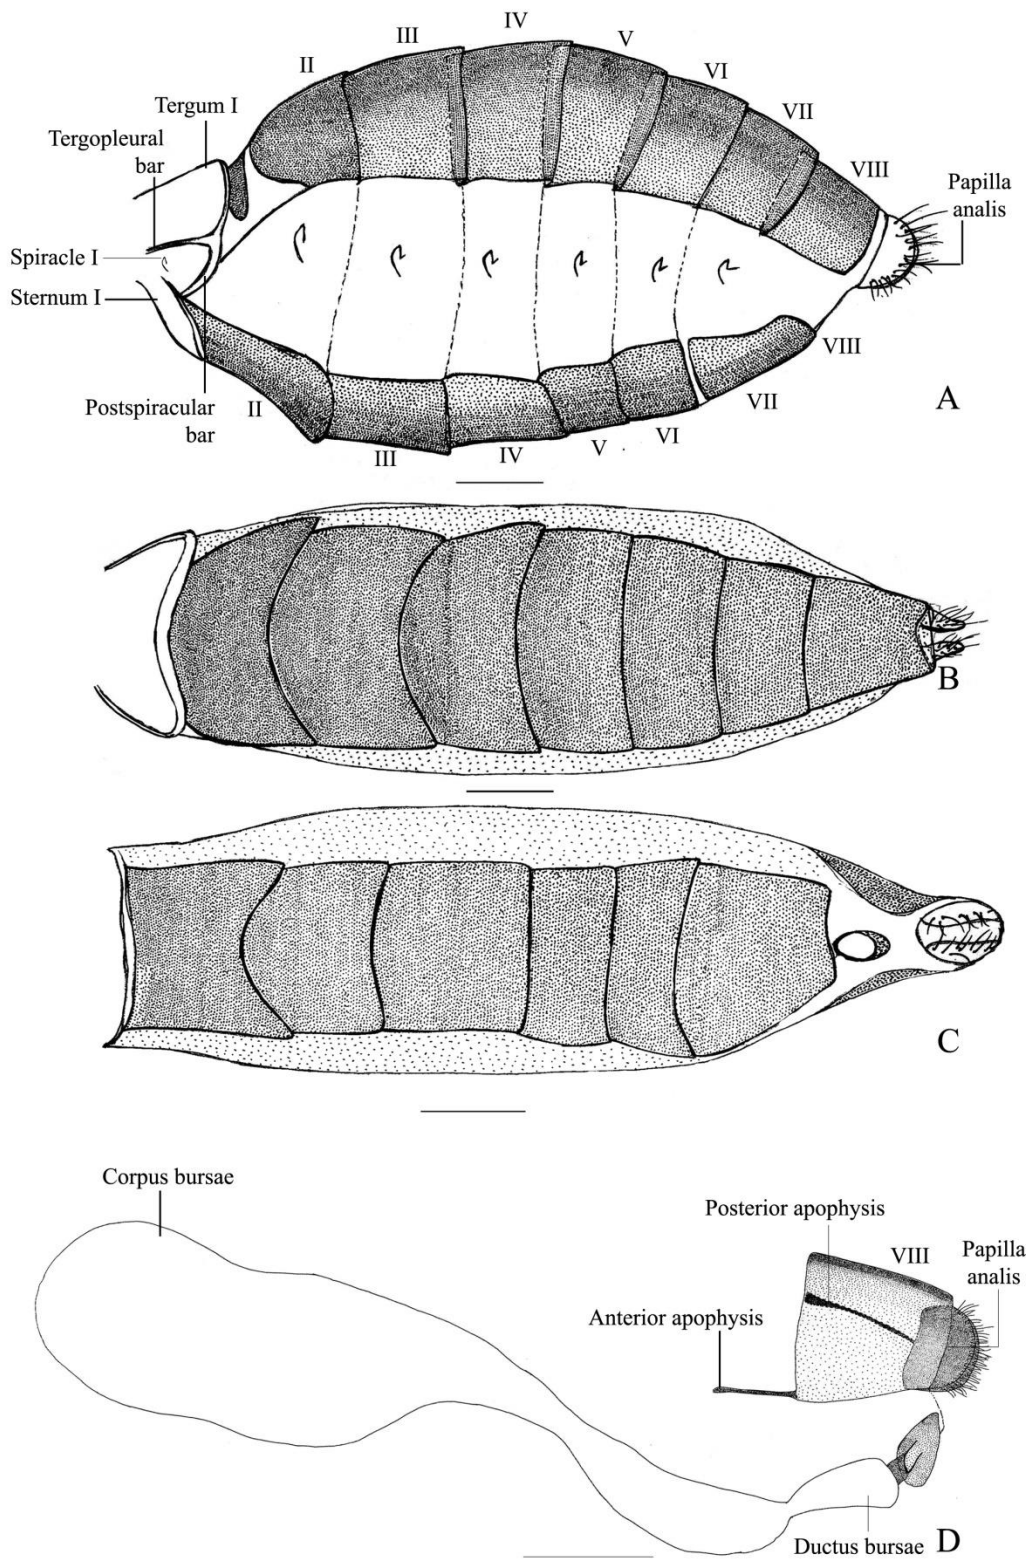 IV
III
V
II
VI
Tergum I
VII
Tergopleural
bar
VIII
Papilla
analis
Spiracle I
Sternum I
VIII
A
Postspiracular
bar
II
VII
III
IV
V
VI
B
C
Corpus bursae
Posterior apophysis
VIII
Papilla
analis
Anterior apophysis
Ductus bursae
D